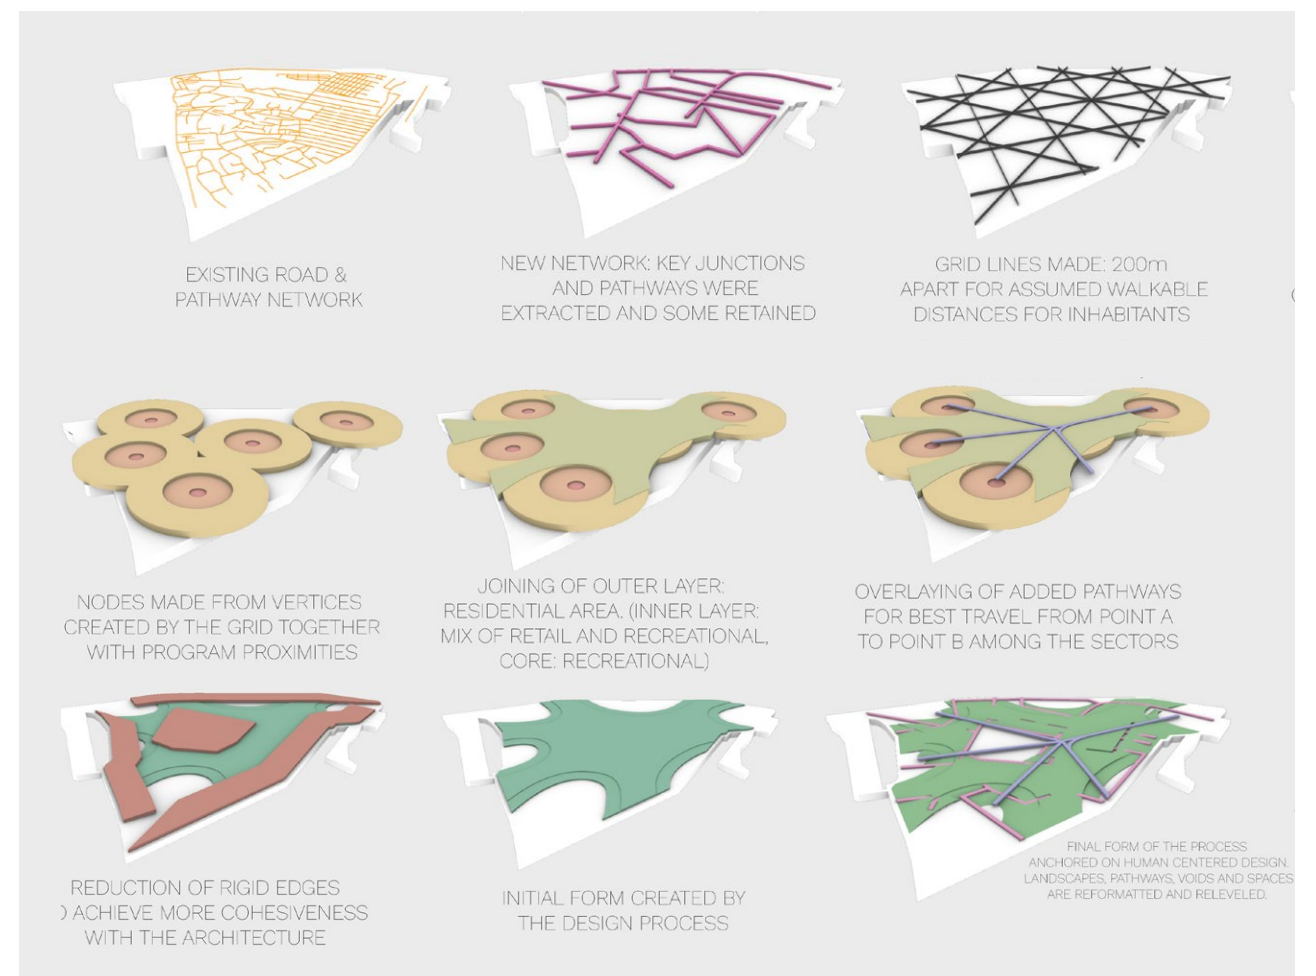 EXISTING ROAD &
PATHWAY NETWORK
NEW NETWORK: KEY JUNCTIONS
AND PATHWAYS WERE
EXTRACTED AND SOME RETAINED
GRID LINES MADE: 200m
APART FOR ASSUMED WALKABLE
DISTANCES FOR INHABITANTS
NODES MADE FROM VERTICES
CREATED BY THE GRID TOGETHER
WITH PROGRAM PROXIMITIES
JOINING OF OUTER LAYER:
RESIDENTIAL AREA. (INNER LAYER:
MIX OF RETAIL AND RECREATIONAL,
CORE: RECREATIONAL)
OVERLAYING OF ADDED PATHWAYS
FOR BEST TRAVEL FROM POINT A
TO POINT B AMONG THE SECTORS
REDUCTION OF RIGID EDGES
ACHIEVE MORE COHESIVENESS
WITH THE ARCHITECTURE
INITIAL FORM CREATED BY
THE DESIGN PROCESS
FINAL FORM OF THE PROCESS
ANCHORED ON HUMAN CENTERED DESIGN.
LANDSCAPES, PATHWAYS, VOIDS AND SPACES
ARE REFORMATTED AND RELEVELED.